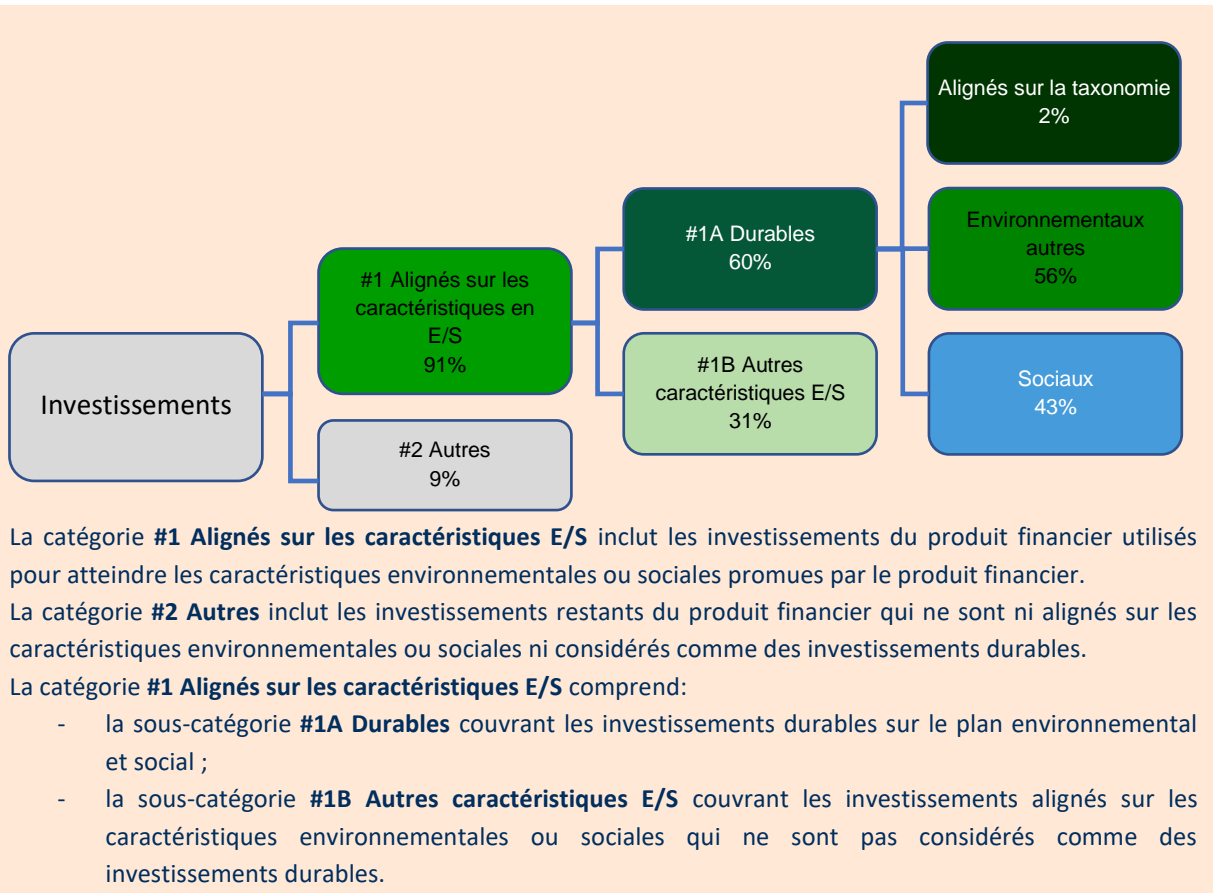 Alignés sur la taxonomie
2%
#1A Durables
60%
Environnementaux
autres
56%
#1 Alignés sur les
caractéristiques en
E/S
91%
Investissements
#1B Autres
caractéristiques E/S
31%
Sociaux
43%
#2 Autres
9%
La catégorie #1 Alignés sur les caractéristiques E/S inclut les investissements du produit financier utilisés
pour atteindre les caractéristiques environnementales ou sociales promues par le produit financier.
La catégorie #2 Autres inclut les investissements restants du produit financier qui ne sont ni alignés sur les
caractéristiques environnementales ou sociales ni considérés comme des investissements durables.
La catégorie #1 Alignés sur les caractéristiques E/S comprend:
- la sous-catégorie #1A Durables couvrant les investissements durables sur le plan environnemental
et social ;
- la sous-catégorie #1B Autres caractéristiques E/S couvrant les investissements alignés sur les
caractéristiques environnementales ou sociales qui ne sont pas considérés comme des
investissements durables.